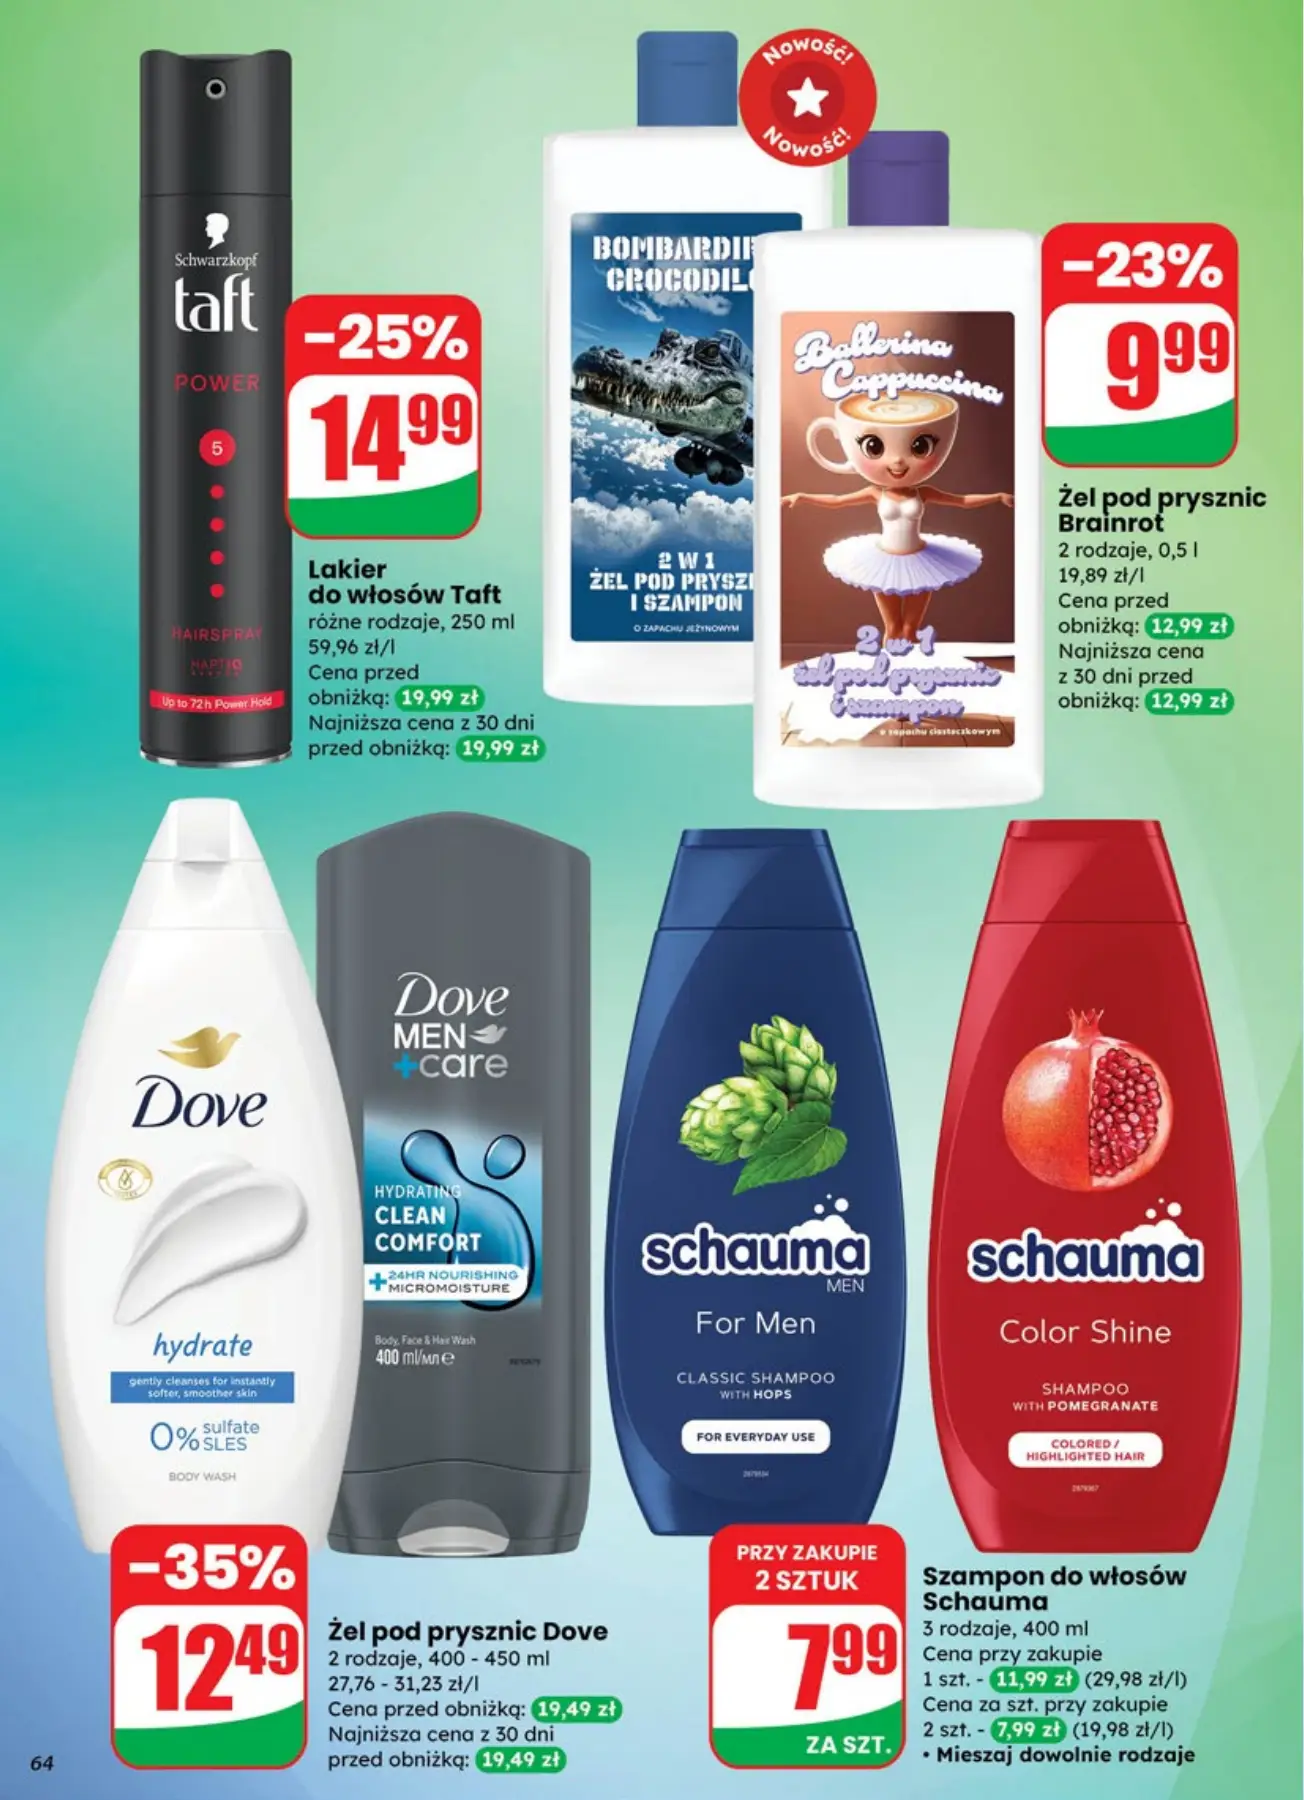 Nowość!
Nowość!
Schwarzkopf
taft
POWER
5
HAIRSPRAY
Up to 72h Power Hold
-25%
14 99
Lakier
do włosów Taft
różne rodzaje, 250 ml
59,96 zł/l
Cena przed
obniżką: 19,99 zł
Najniższa cena z 30 dni
przed obniżką: 19,99 zł
BOMBARDI
CROCODIL
2 W 1
ŻEL POD PRYSZ
I SZAMPON
O ZAPACHU JEŻYNOWYM
Ballerina
Cappuccina
2 w 1
żel pod prysznic
i szampon
o zapachu ciasteczkowym
-23%
9 99
Żel pod prysznic
Brainrot
2 rodzaje, 0,5 l
19,89 zł/l
Cena przed
obniżką: 12,99 zł
Najniższa cena
z 30 dni przed
obniżką: 12,99 zł
Dove
hydrate
gently cleanses for instantly
softer, smoother skin
0% sulfate
SLES
BODY WASH
Dove
MEN
+care
HYDRATING
CLEAN
COMFORT
+ 24HR NOURISHING
MICROMOISTURE
Body, Face & Hair Wash
400 ml/мл e
-35%
12 49
Żel pod prysznic Dove
2 rodzaje, 400 - 450 ml
27,76 - 31,23 zł/l
Cena przed obniżką: 19,49 zł
Najniższa cena z 30 dni
przed obniżką: 19,49 zł
schauma
MEN
For Men
CLASSIC SHAMPOO
WITH HOPS
FOR EVERYDAY USE
schauma
Color Shine
SHAMPOO
WITH POMEGRANATE
COLORED /
HIGHLIGHTED HAIR
PRZY ZAKUPIE
2 SZTUK
7 99
ZA SZT.
Szampon do włosów
Schauma
3 rodzaje, 400 ml
Cena przy zakupie
1 szt. - 11,99 zł (29,98 zł/l)
Cena za szt. przy zakupie
2 szt. - 7,99 zł (19,98 zł/l)
• Mieszaj dowolnie rodzaje
64